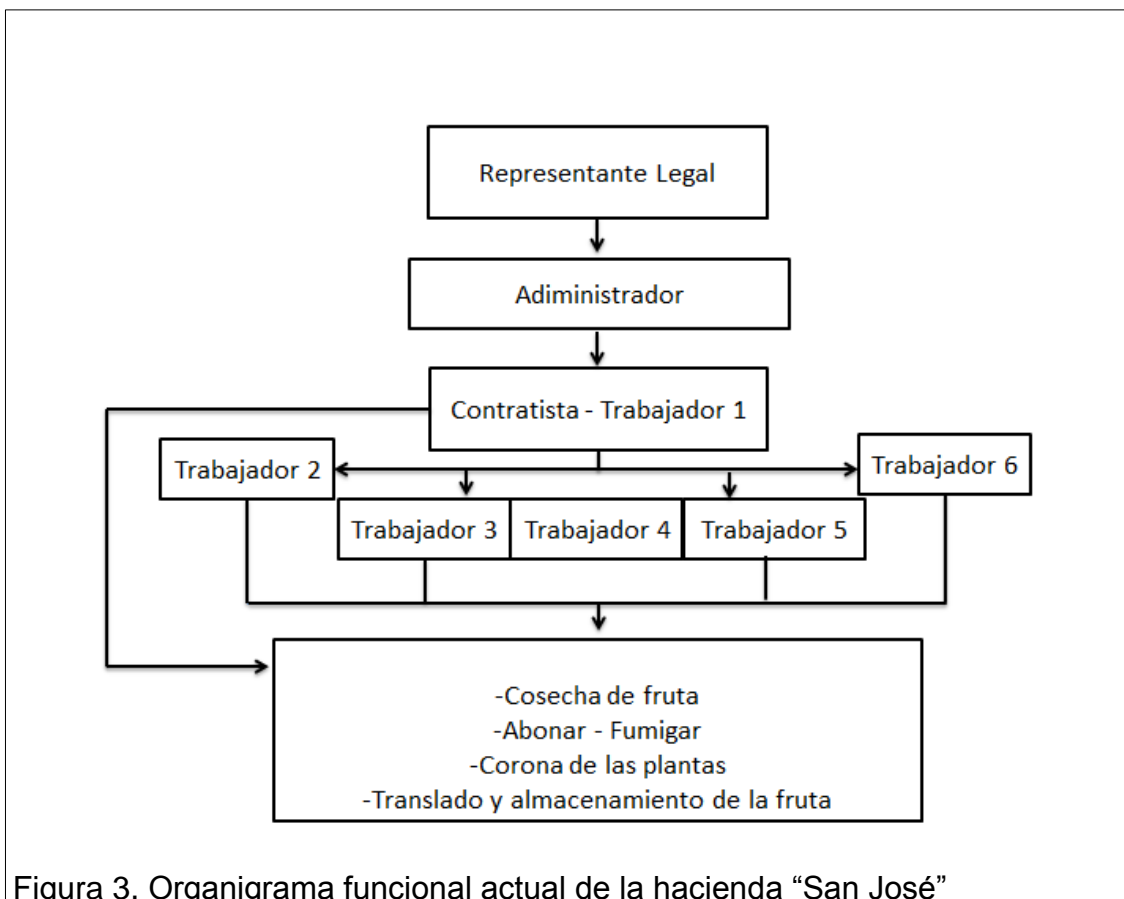 Representante Legal
Adiministrador
Contratista - Trabajador 1
Trabajador 2
Trabajador 6
Trabajador 3
Trabajador 4
Trabajador 5
-Cosecha de fruta
-Abonar - Fumigar
-Corona de las plantas
-Translado y almacenamiento de la fruta
Figura 3. Organigrama funcional actual de la hacienda “San José”